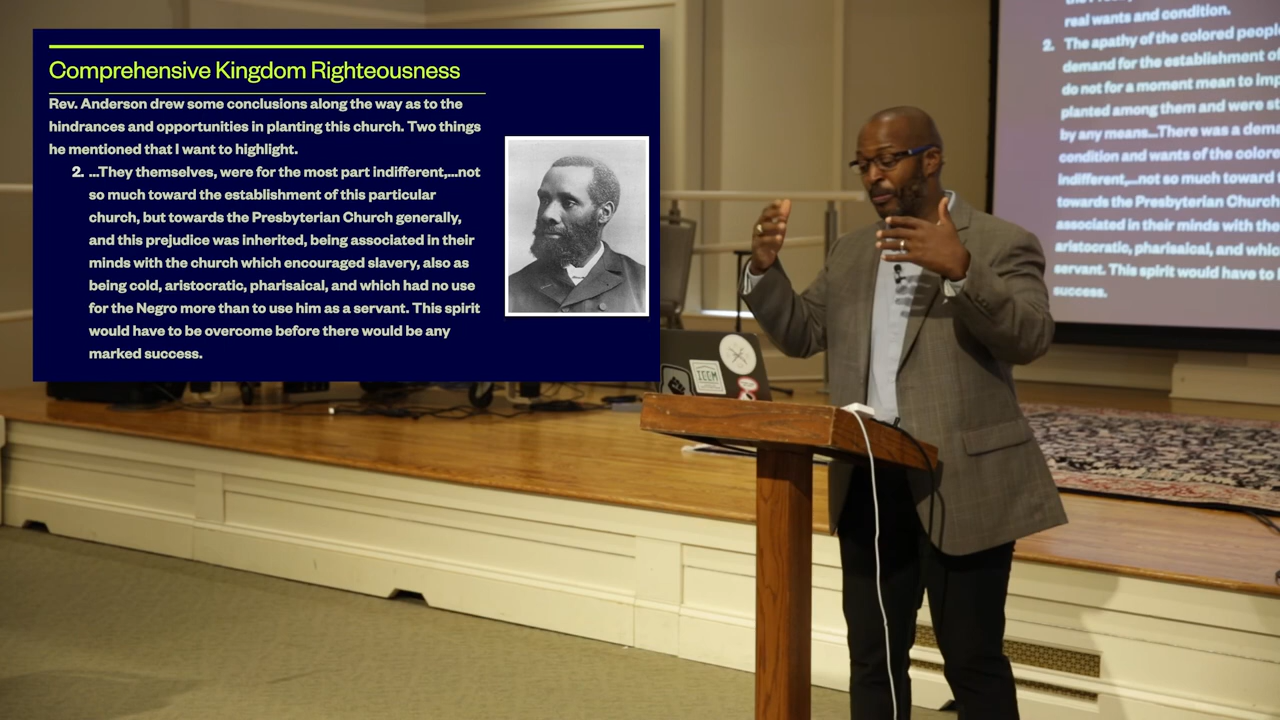 Comprehensive Kingdom Righteousness
Rev. Anderson drew some conclusions along the way as to the
hindrances and opportunities in planting this church. Two things
he mentioned that I want to highlight.
2. ...They themselves, were for the most part indifferent,...not
so much toward the establishment of this particular
church, but towards the Presbyterian Church generally,
and this prejudice was inherited, being associated in their
minds with the church which encouraged slavery, also as
being cold, aristocratic, pharisaical, and which had no use
for the Negro more than to use him as a servant. This spirit
would have to be overcome before there would be any
marked success.
real wants and condition.
2. The apathy of the colored people
demand for the establishment of
do not for a moment mean to imp
planted among them and were st
by any means...There was a dem
condition and wants of the colore
indifferent,...not so much toward
towards the Presbyterian Church
associated in their minds with the
aristocratic, pharisaical, and whic
servant. This spirit would have to
success.